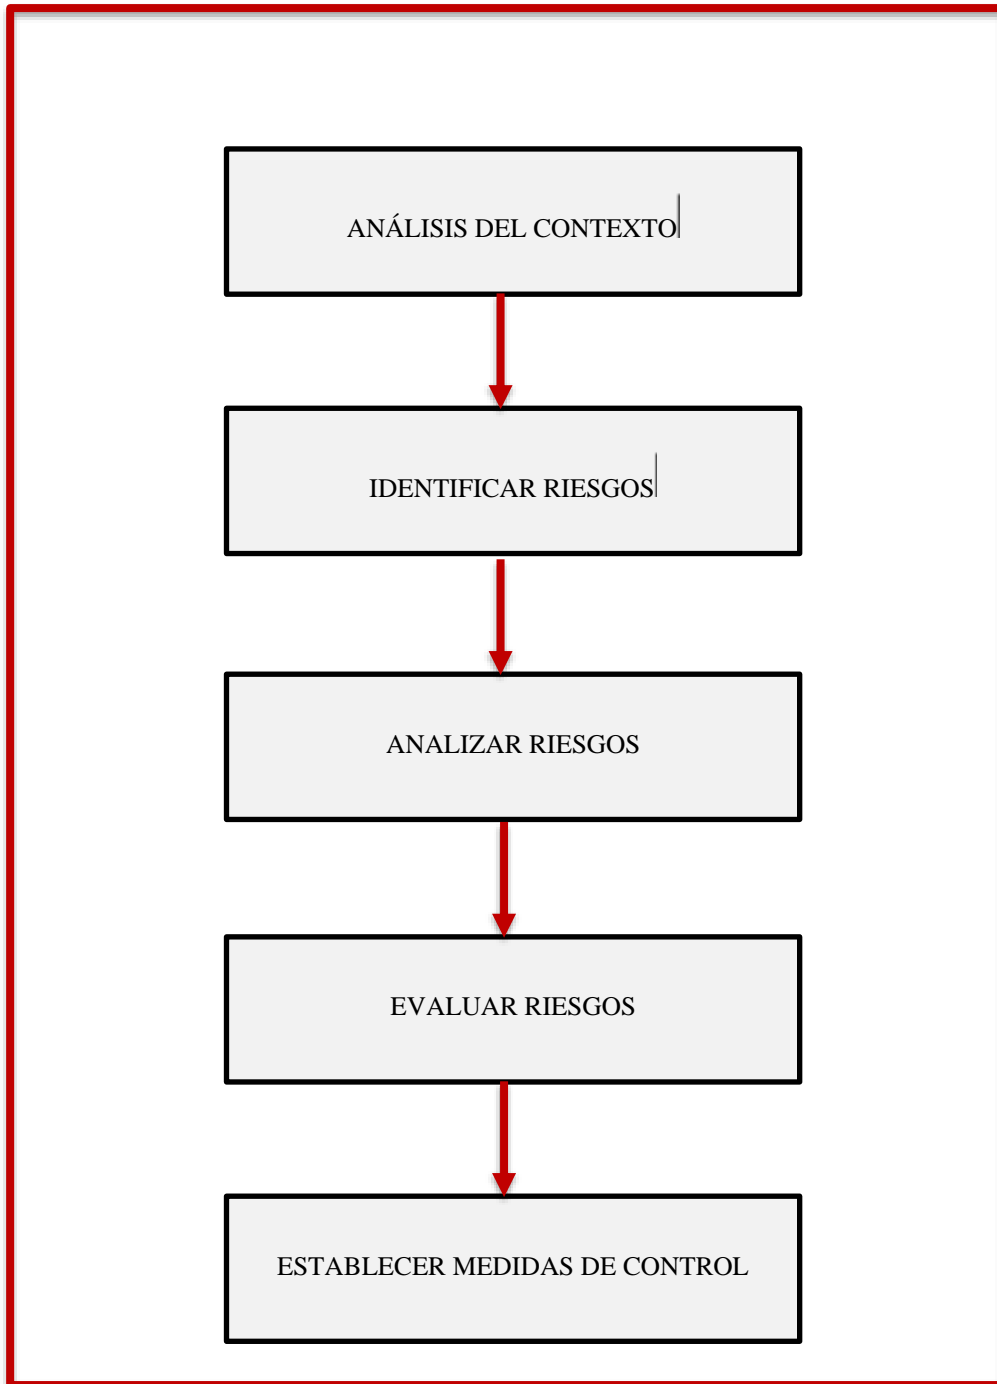 ANÁLISIS DEL CONTEXTO
IDENTIFICAR RIESGOS
ANALIZAR RIESGOS
EVALUAR RIESGOS
ESTABLECER MEDIDAS DE CONTROL